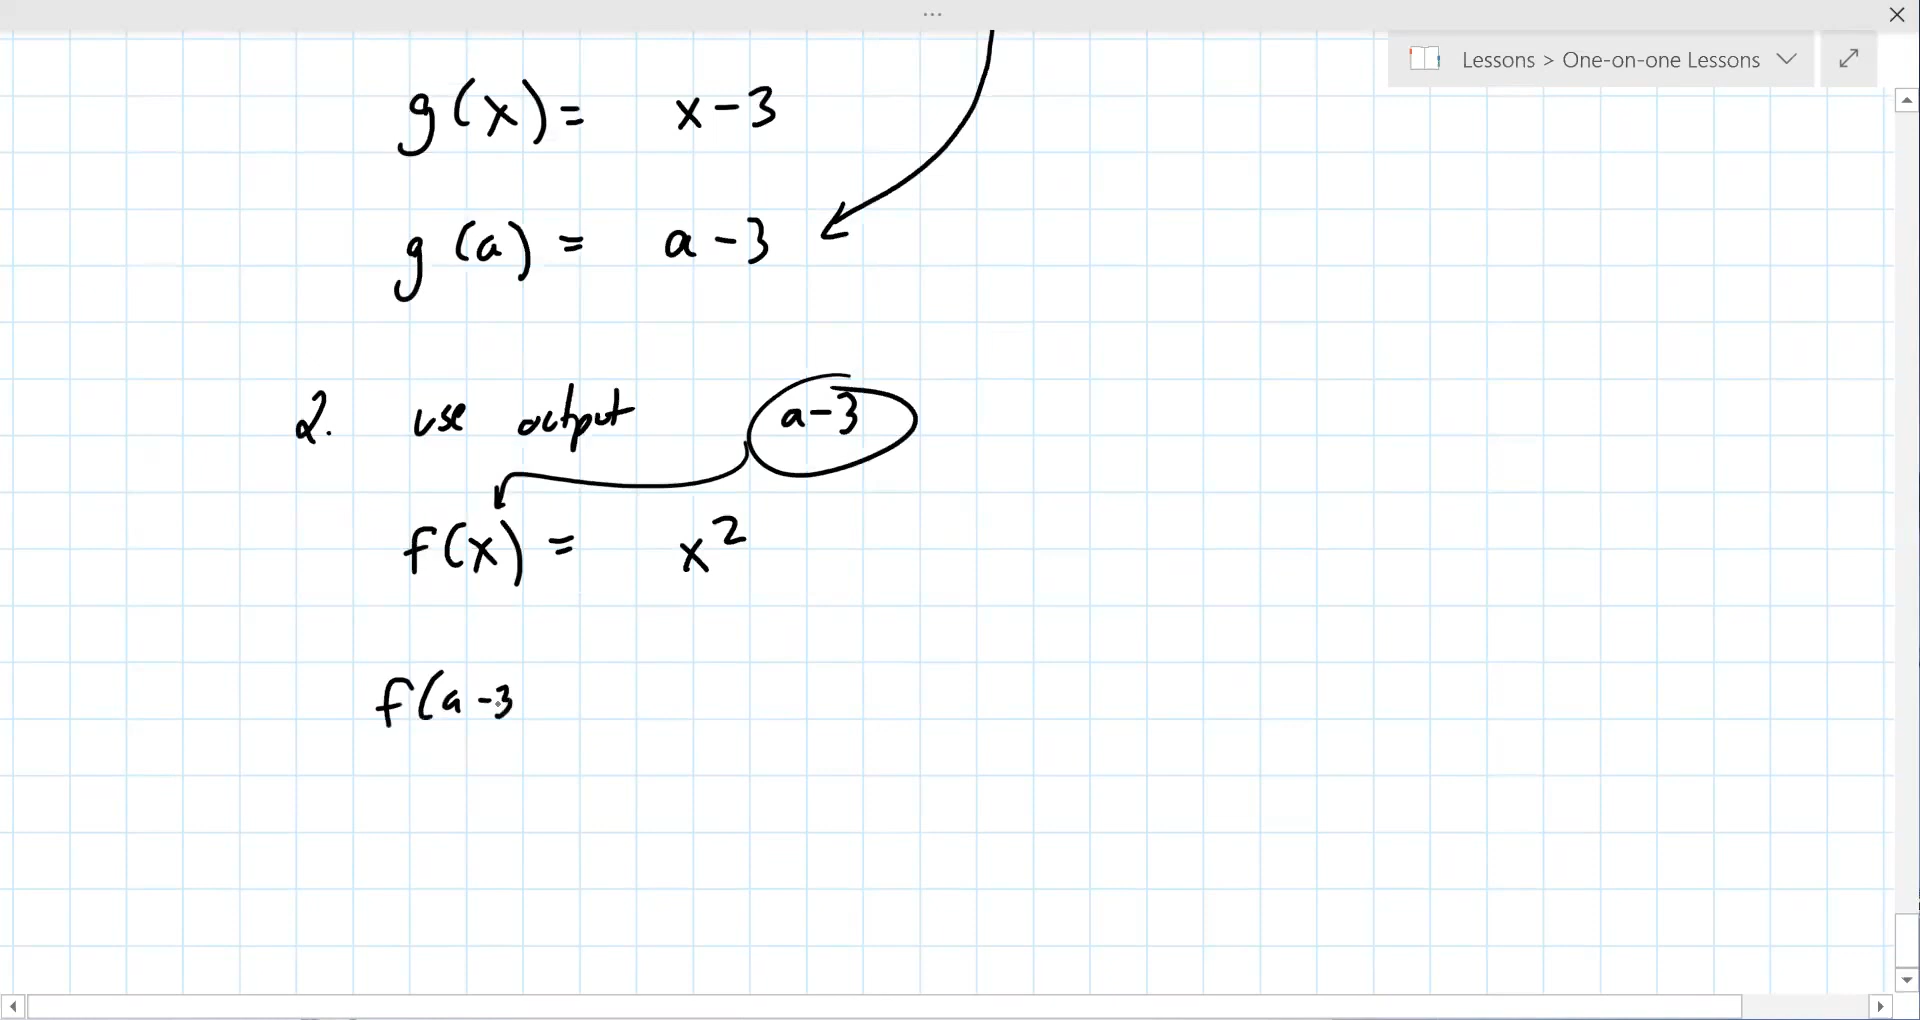 ...
Lessons > One-on-one Lessons
g(x) = x-3
g(a) = a-3
2. use output a-3
f(x) = x²
f(a-3